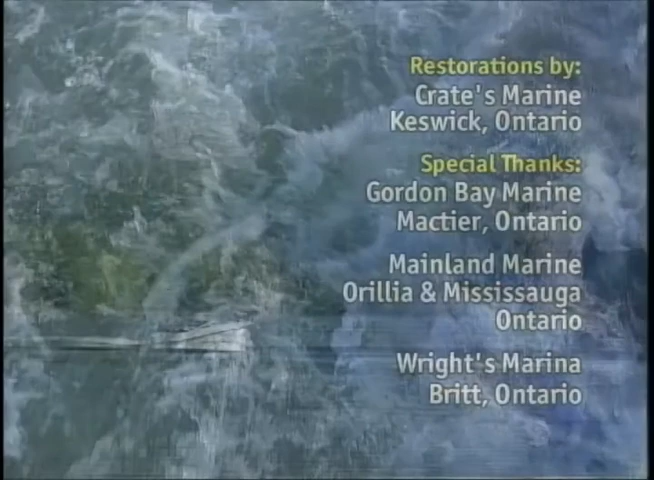 Restorations by:
Crate's Marine
Keswick, Ontario
Special Thanks:
Gordon Bay Marine
Mactier, Ontario
Mainland Marine
Orillia & Mississauga
Ontario
Wright's Marina
Britt, Ontario